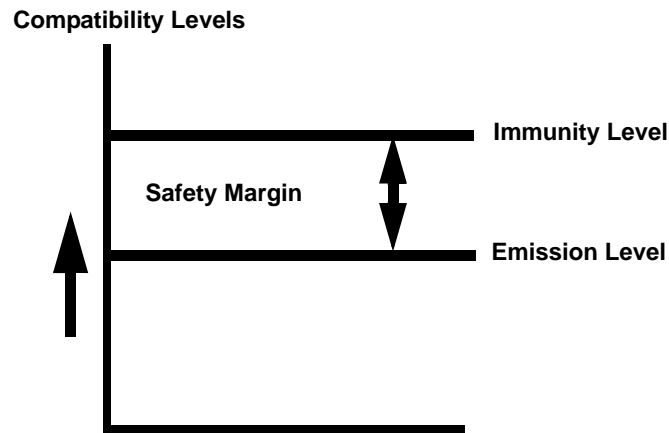 Compatibility Levels
Immunity Level
Safety Margin
Emission Level